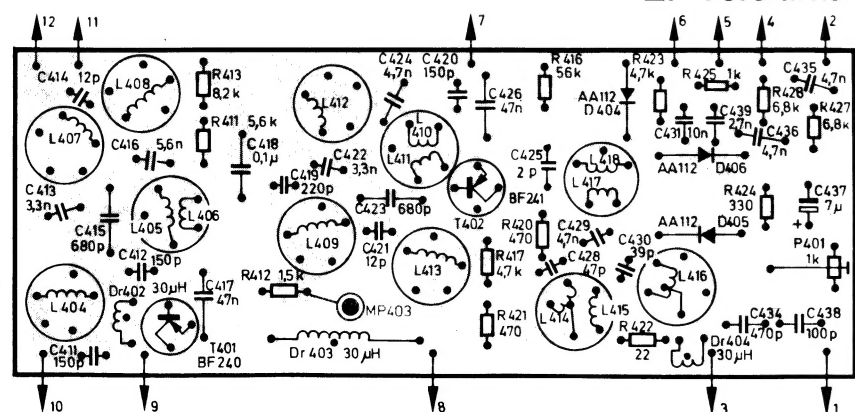 12 11 7 6 5 4 2
C414 12p
L408
R413 8,2k
R411 5,6k
L407
C416 5,6n
C418 0,1µ
L412
C424 4,7n
C420 150p
C426 47n
L410
L411
C422 3,3n
C419 220p
C423 680p
C421 12p
L409
L413
T402 BF241
C425 2p
R416 56k
AA112 D404
R423 4,7k
R425 1k
C431 10n
C439 2,7n
R428 6,8k
C435 4,7n
R427 6,8k
C436 4,7n
AA112 D406
L418
L417
R424 330
C437 7µ
+
AA112 D405
P401 1k
C413 3,3n
C415 680p
L405 L406
C412 150p
Dr402 30µH
L404
C411 150p
C417 47n
T401 BF240
R412 1,5k
MP403
Dr403 30µH
R417 4,7k
R421 470
R420 470
C429 4,7n
C428 47p
C430 39p
L416
L414 L415
R422 22
Dr404 30µH
C434 470p
C438 100p
10 9 8 3 1